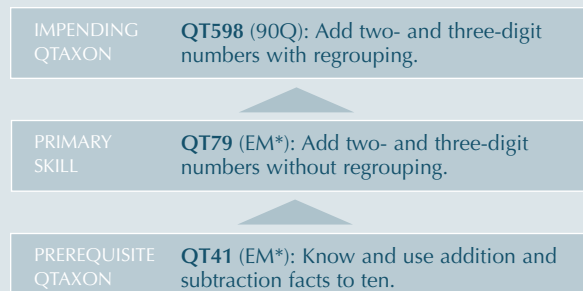 IMPENDING
QTAXON
QT598 (90Q): Add two- and three-digit
numbers with regrouping.
PRIMARY
SKILL
QT79 (EM*): Add two- and three-digit
numbers without regrouping.
PREREQUISITE
QTAXON
QT41 (EM*): Know and use addition and
subtraction facts to ten.